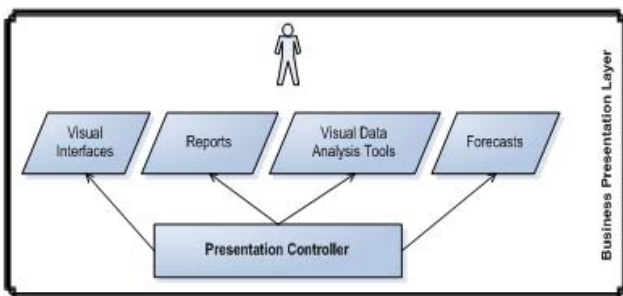 Visual
Interfaces
Reports
Visual Data
Analysis Tools
Forecasts
Presentation Controller
Business Presentation Layer